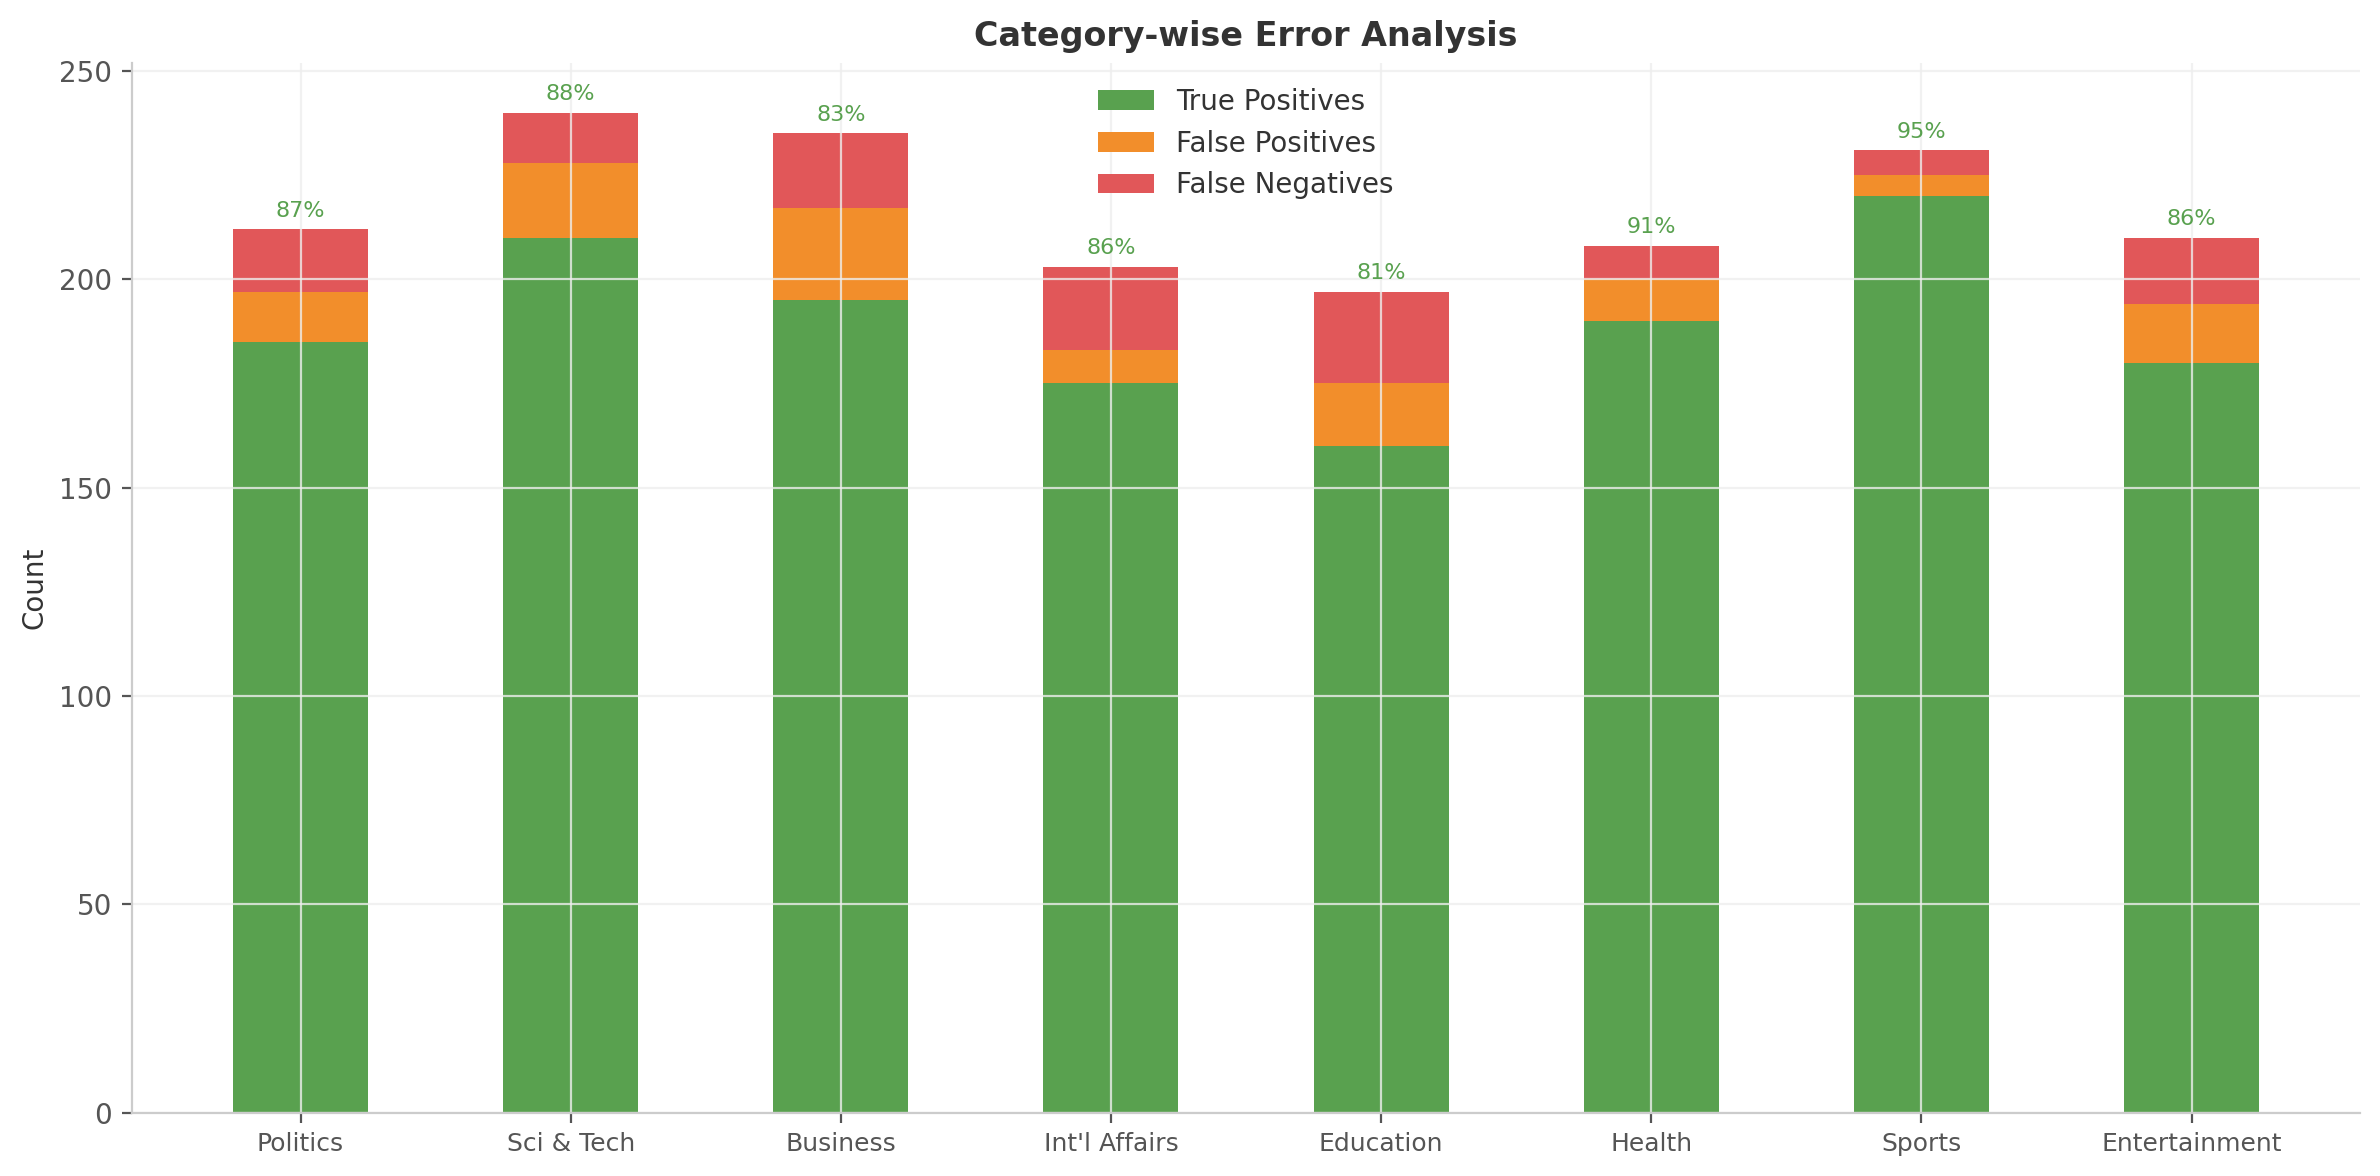 Category-wise Error Analysis
250
200
150
100
50
0
Count
True Positives
False Positives
False Negatives
87%
88%
83%
86%
81%
91%
95%
86%
Politics
Sci & Tech
Business
Int'l Affairs
Education
Health
Sports
Entertainment